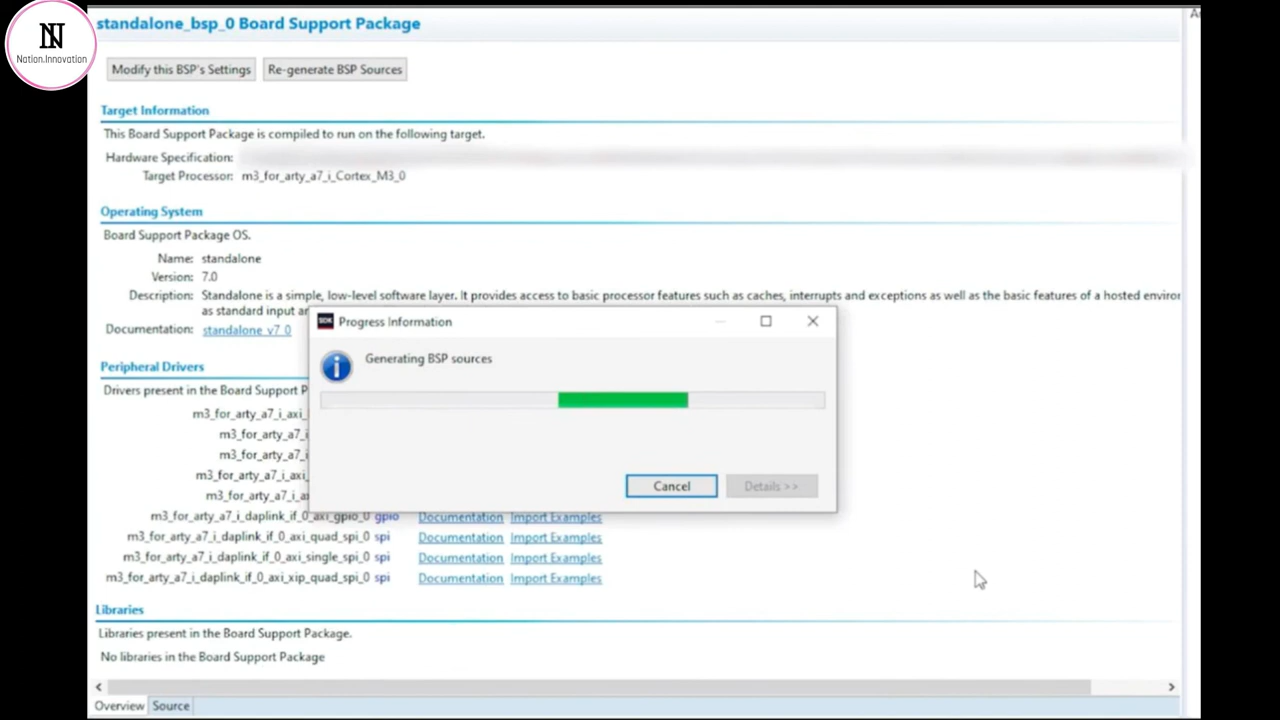 NI
Nation.Innovation
standalone_bsp_0 Board Support Package
Modify this BSP's Settings Re-generate BSP Sources
Target Information
This Board Support Package is compiled to run on the following target.
Hardware Specification:
Target Processor: m3_for_arty_a7_i_Cortex_M3_0
Operating System
Board Support Package OS.
Name: standalone
Version: 7.0
Description: Standalone is a simple, low-level software layer. It provides access to basic processor features such as caches, interrupts and exceptions as well as the basic features of a hosted environ
as standard input a
Documentation: standalone_v7_0
SDK Progress Information
Generating BSP sources
Cancel Details >>
Peripheral Drivers
Drivers present in the Board Support P
m3_for_arty_a7_i_axi_
m3_for_arty_a7_i_
m3_for_arty_a7_i_
m3_for_arty_a7_i_axi_
m3_for_arty_a7_i_a
m3_for_arty_a7_i_daplink_if_0_axi_gpio_0 gpio Documentation Import Examples
m3_for_arty_a7_i_daplink_if_0_axi_quad_spi_0 spi Documentation Import Examples
m3_for_arty_a7_i_daplink_if_0_axi_single_spi_0 spi Documentation Import Examples
m3_for_arty_a7_i_daplink_if_0_axi_xip_quad_spi_0 spi Documentation Import Examples
Libraries
Libraries present in the Board Support Package.
No libraries in the Board Support Package
Overview Source